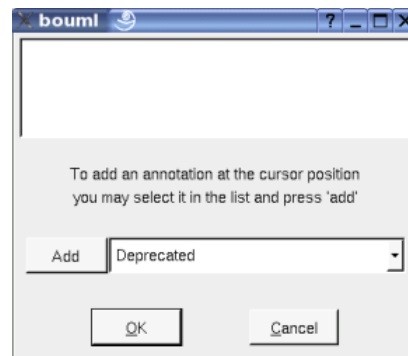 bouml
To add an annotation at the cursor position
you may select it in the list and press 'add'
Add
Deprecated
OK
Cancel